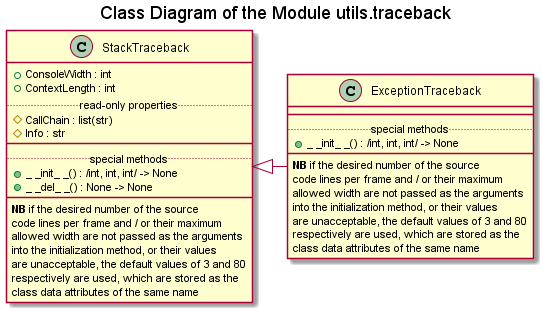 Class Diagram of the Module utils.traceback
C StackTraceback
ConsoleWidth : int
ContextLength : int
read-only properties
CallChain : list(str)
Info : str
special methods
_ _init_ _() : /int, int, int/ -> None
_ _del_ _() : None -> None
NB if the desired number of the source
code lines per frame and / or their maximum
allowed width are not passed as the arguments
into the initialization method, or their values
are unacceptable, the default values of 3 and 80
respectively are used, which are stored as the
class data attributes of the same name
C ExceptionTraceback
special methods
_ _init_ _() : /int, int, int/ -> None
NB if the desired number of the source
code lines per frame and / or their maximum
allowed width are not passed as the arguments
into the initialization method, or their values
are unacceptable, the default values of 3 and 80
respectively are used, which are stored as the
class data attributes of the same name